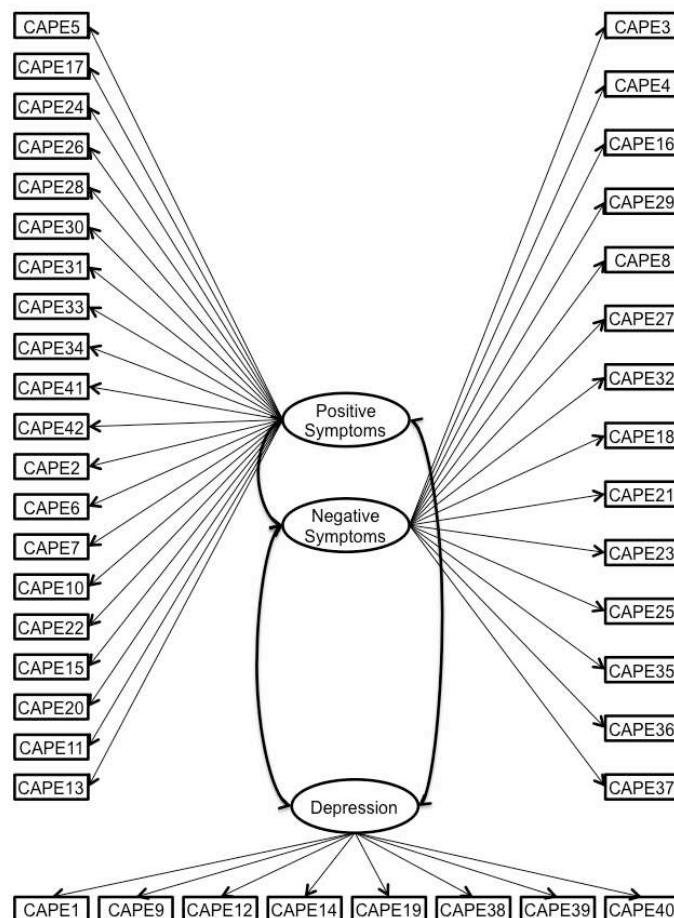 CAPE5
CAPE17
CAPE24
CAPE26
CAPE28
CAPE30
CAPE31
CAPE33
CAPE34
CAPE41
CAPE42
CAPE2
CAPE6
CAPE7
CAPE10
CAPE22
CAPE15
CAPE20
CAPE11
CAPE13
Positive
Symptoms
Negative
Symptoms
Depression
CAPE3
CAPE4
CAPE16
CAPE29
CAPE8
CAPE27
CAPE32
CAPE18
CAPE21
CAPE23
CAPE25
CAPE35
CAPE36
CAPE37
CAPE1 CAPE9 CAPE12 CAPE14 CAPE19 CAPE38 CAPE39 CAPE40